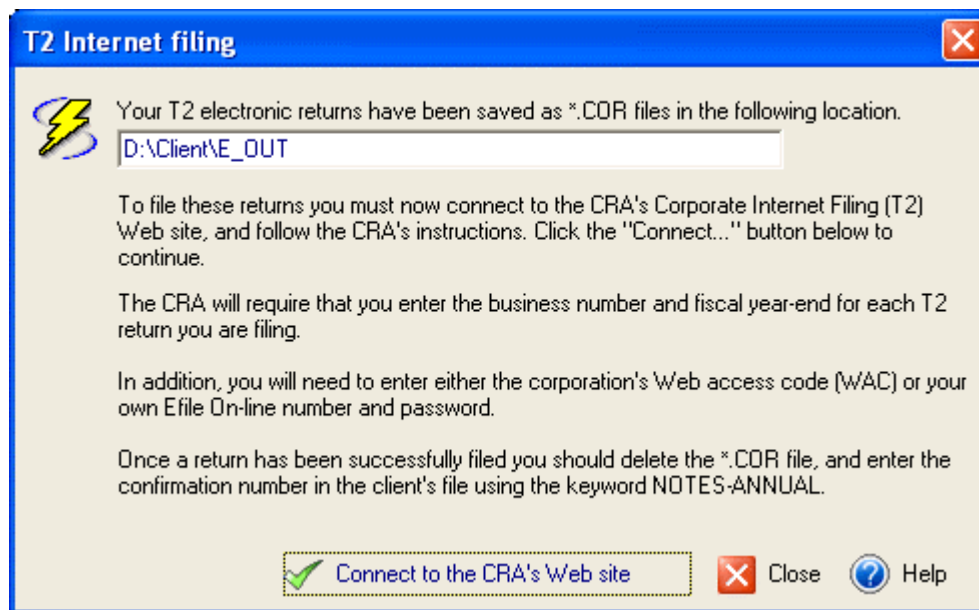 T2 Internet filing
Your T2 electronic returns have been saved as *.COR files in the following location.
D:\Client\E_OUT
To file these returns you must now connect to the CRA's Corporate Internet Filing (T2)
Web site, and follow the CRA's instructions. Click the "Connect..." button below to
continue.
The CRA will require that you enter the business number and fiscal year-end for each T2
return you are filing.
In addition, you will need to enter either the corporation's Web access code (WAC) or your
own Efile On-line number and password.
Once a return has been successfully filed you should delete the *.COR file, and enter the
confirmation number in the client's file using the keyword NOTES-ANNUAL.
Connect to the CRA's Web site Close Help